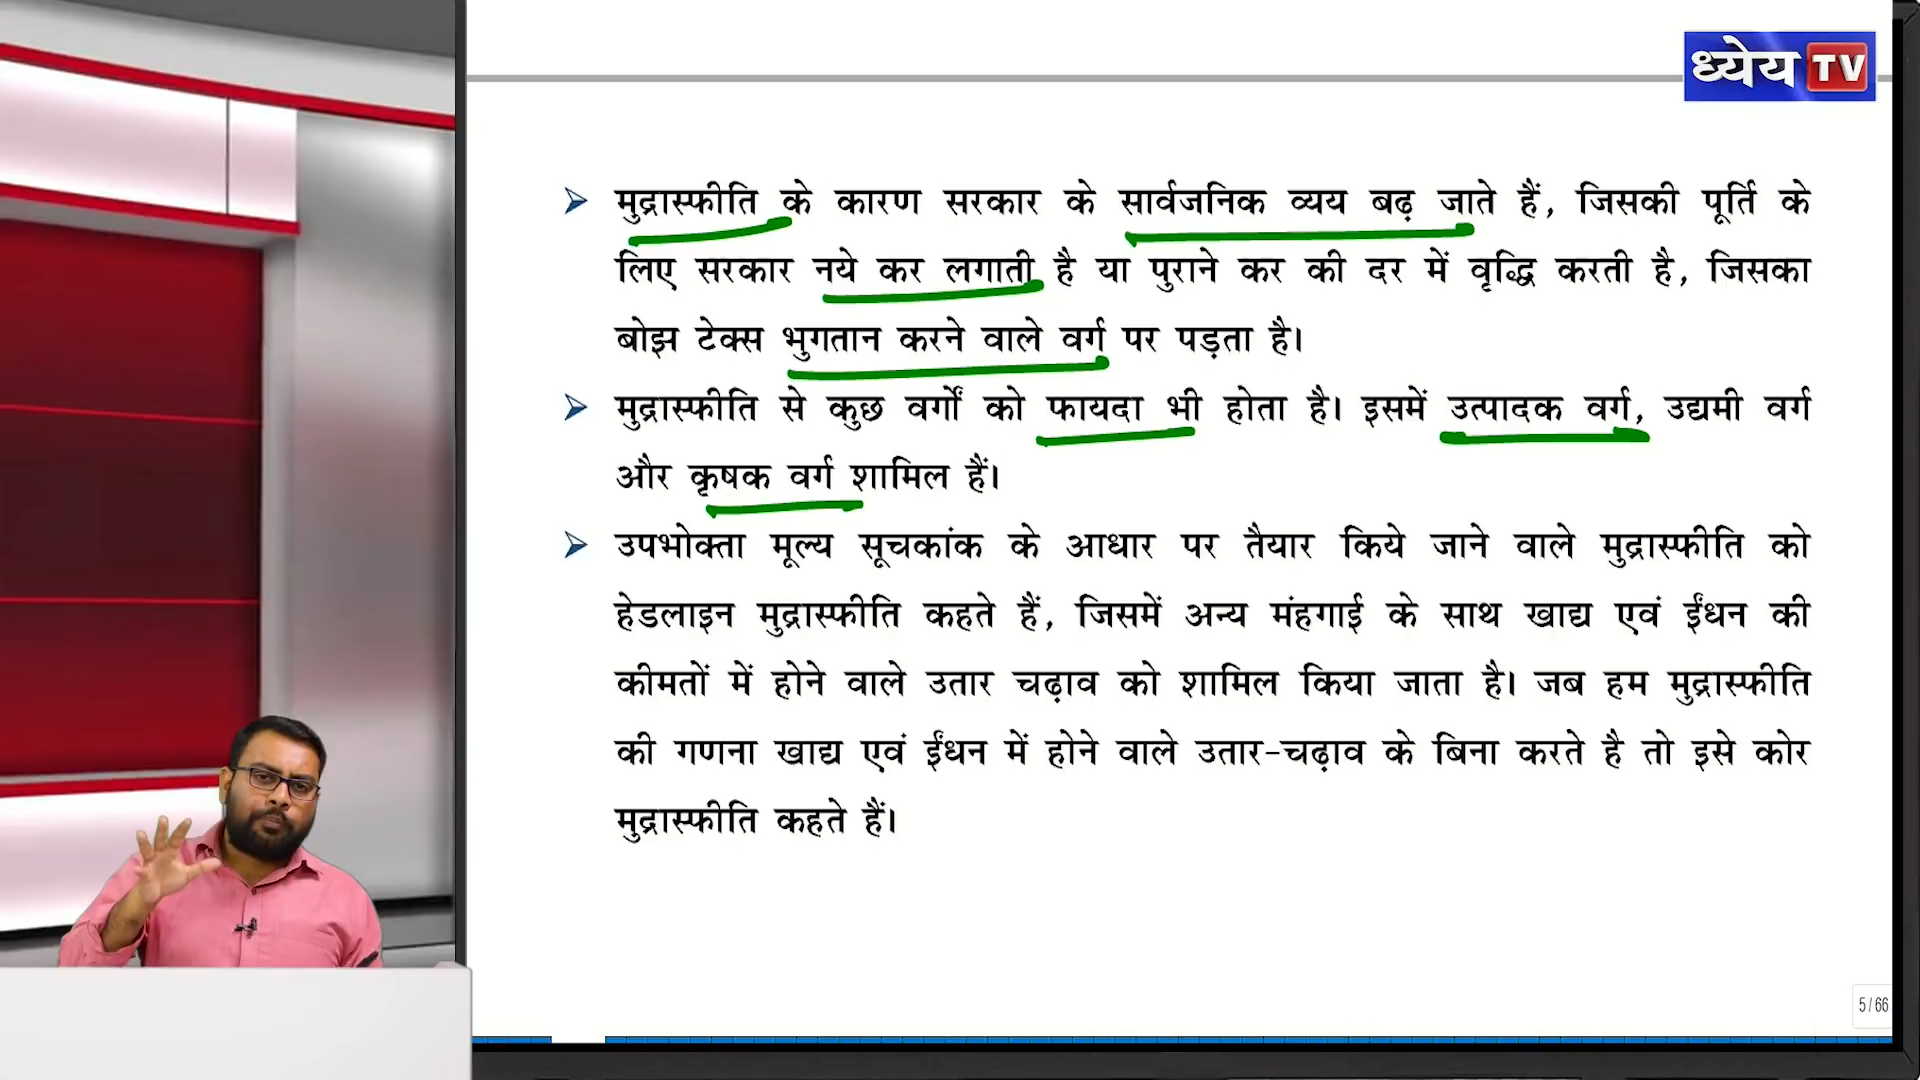 ध्येय TV
मुद्रास्फीति के कारण सरकार के सार्वजनिक व्यय बढ़ जाते हैं, जिसकी पूर्ति के
लिए सरकार नये कर लगाती है या पुराने कर की दर में वृद्धि करती है, जिसका
बोझ टेक्स भुगतान करने वाले वर्ग पर पड़ता है।
मुद्रास्फीति से कुछ वर्गों को फायदा भी होता है। इसमें उत्पादक वर्ग, उद्यमी वर्ग
और कृषक वर्ग शामिल हैं।
उपभोक्ता मूल्य सूचकांक के आधार पर तैयार किये जाने वाले मुद्रास्फीति को
हेडलाइन मुद्रास्फीति कहते हैं, जिसमें अन्य मंहगाई के साथ खाद्य एवं ईंधन की
कीमतों में होने वाले उतार चढ़ाव को शामिल किया जाता है। जब हम मुद्रास्फीति
की गणना खाद्य एवं ईंधन में होने वाले उतार-चढ़ाव के बिना करते है तो इसे कोर
मुद्रास्फीति कहते हैं।
5 / 66